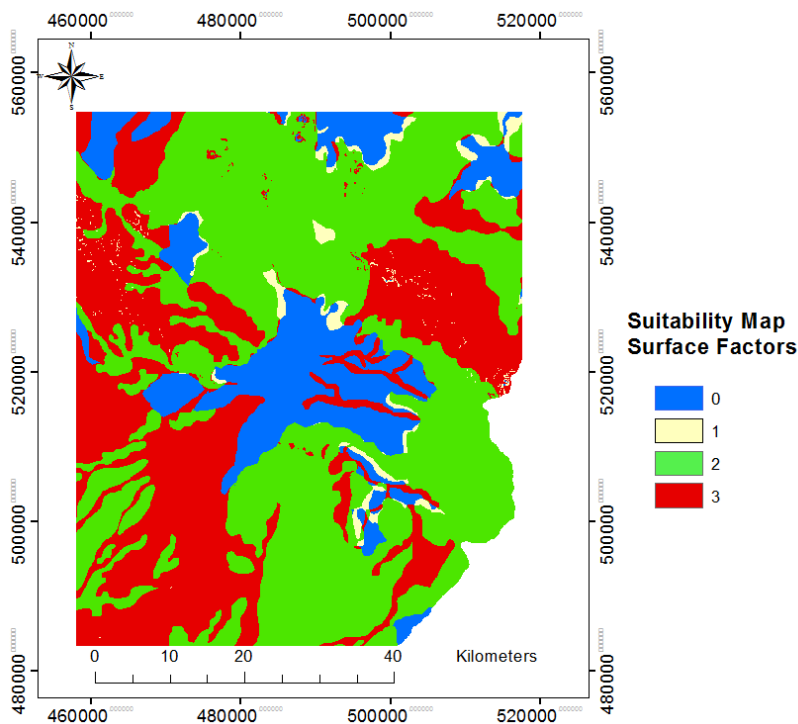 460000 480000 500000 520000
N
W E
S
560000 560000
540000 540000
520000 520000
500000 500000
480000 480000
Suitability Map
Surface Factors
0
1
2
3
0 10 20 40 Kilometers
460000 480000 500000 520000